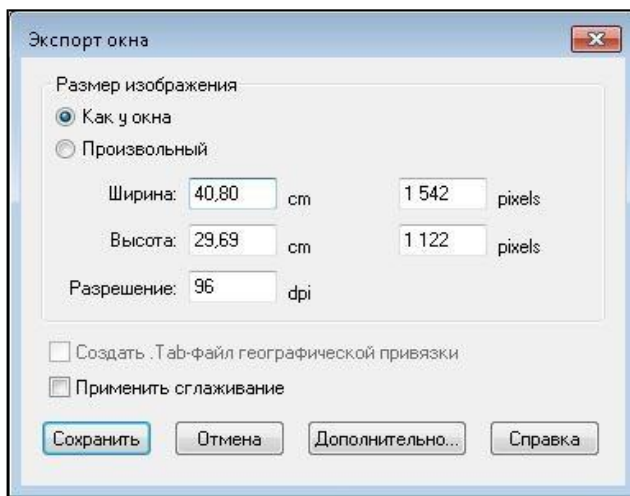 Экспорт окна
Размер изображения
Как у окна
Произвольный
Ширина: 40,80 cm 1 542 pixels
Высота: 29,69 cm 1 122 pixels
Разрешение: 96 dpi
Создать .Tab-файл географической привязки
Применить сглаживание
Сохранить Отмена Дополнительно... Справка